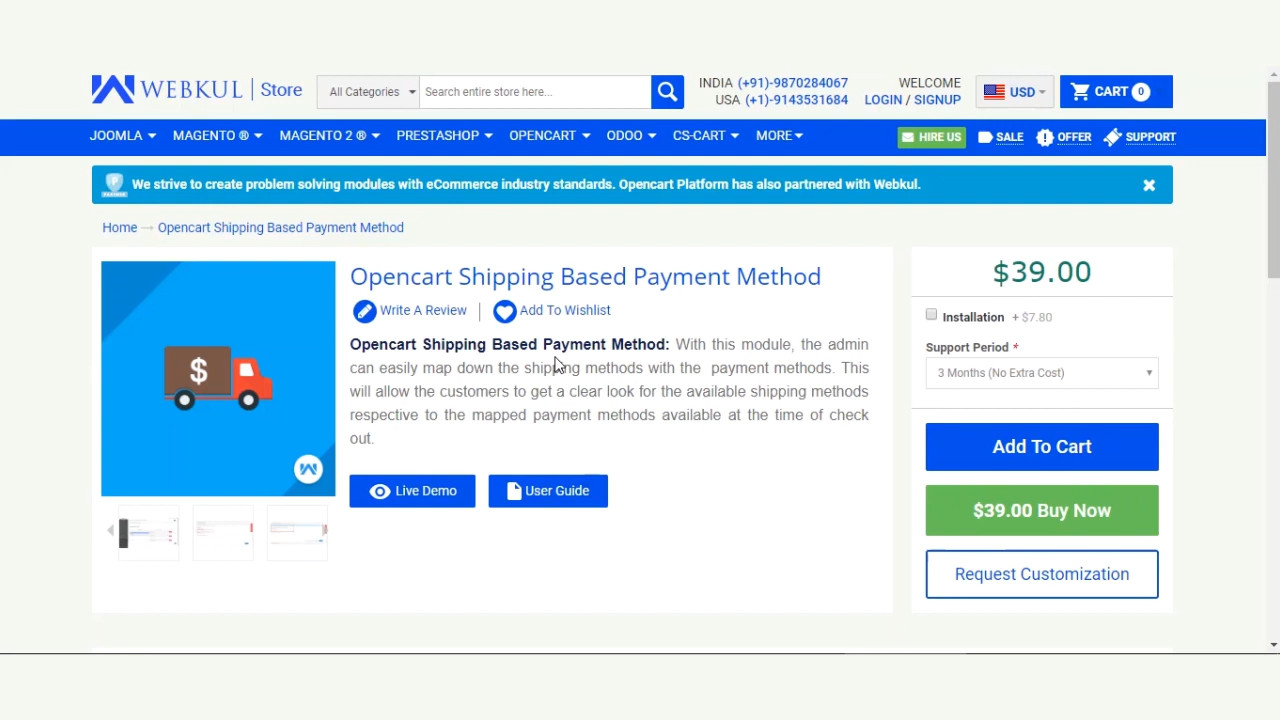 WEBKUL | Store
All Categories
Search entire store here...
INDIA (+91)-9870284067
USA (+1)-9143531684
WELCOME
LOGIN / SIGNUP
USD
CART 0
JOOMLA
MAGENTO ®
MAGENTO 2 ®
PRESTASHOP
OPENCART
ODOO
CS-CART
MORE
HIRE US
SALE
OFFER
SUPPORT
We strive to create problem solving modules with eCommerce industry standards. Opencart Platform has also partnered with Webkul.
Home → Opencart Shipping Based Payment Method
$
Opencart Shipping Based Payment Method
Write A Review
Add To Wishlist
Opencart Shipping Based Payment Method: With this module, the admin
can easily map down the shipping methods with the payment methods. This
will allow the customers to get a clear look for the available shipping methods
respective to the mapped payment methods available at the time of check
out.
Live Demo
User Guide
$39.00
Installation + $7.80
Support Period *
3 Months (No Extra Cost)
Add To Cart
$39.00 Buy Now
Request Customization